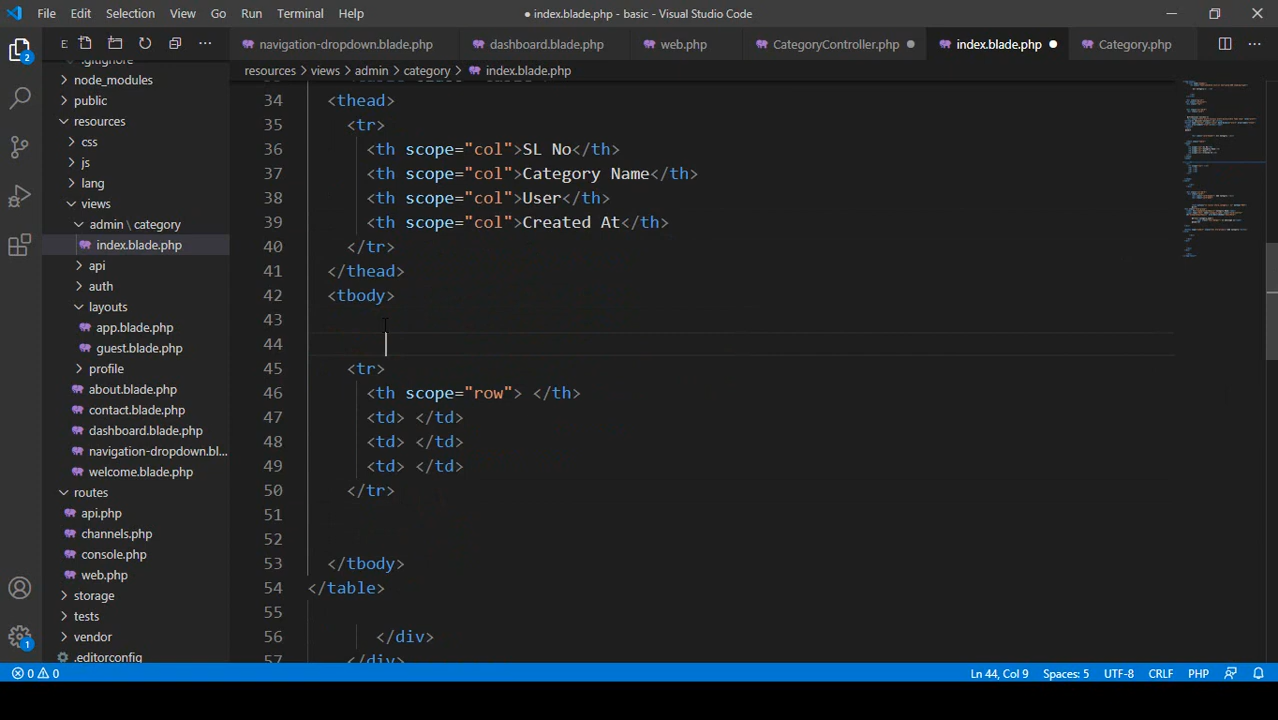 File Edit Selection View Go Run Terminal Help
● index.blade.php - basic - Visual Studio Code
E
navigation-dropdown.blade.php
dashboard.blade.php
web.php
CategoryController.php
index.blade.php
Category.php
resources > views > admin > category > index.blade.php
2
.gitignore
node_modules
public
resources
css
js
lang
views
admin \ category
index.blade.php
api
auth
layouts
app.blade.php
guest.blade.php
profile
about.blade.php
contact.blade.php
dashboard.blade.php
navigation-dropdown.bl...
welcome.blade.php
routes
api.php
channels.php
console.php
web.php
storage
tests
vendor
.editorconfig
1
34 <thead>
35 <tr>
36 <th scope="col">SL No</th>
37 <th scope="col">Category Name</th>
38 <th scope="col">User</th>
39 <th scope="col">Created At</th>
40 </tr>
41 </thead>
42 <tbody>
43
44
45 <tr>
46 <th scope="row"> </th>
47 <td> </td>
48 <td> </td>
49 <td> </td>
50 </tr>
51
52
53 </tbody>
54 </table>
55
56 </div>
57 </div>
0 0
Ln 44, Col 9 Spaces: 5 UTF-8 CRLF PHP